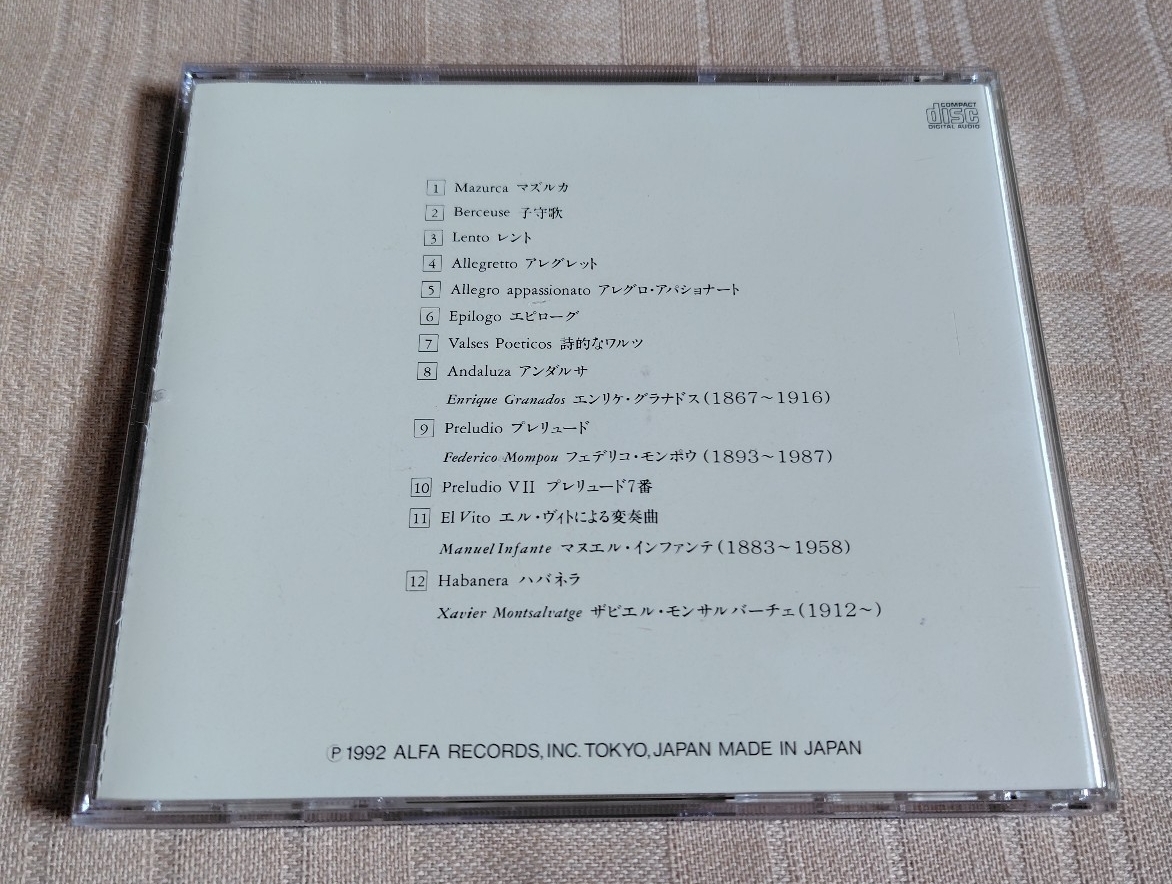 COMPACT
disc
DIGITAL AUDIO
1 Mazurca マズルカ
2 Berceuse 子守歌
3 Lento レント
4 Allegretto アレグレット
5 Allegro appassionato アレグロ・アパショナート
6 Epilogo エピローグ
7 Valses Poeticos 詩的なワルツ
8 Andaluza アンダルサ
Enrique Granados エンリケ・グラナドス(1867〜1916)
9 Preludio プレリュード
Federico Mompou フェデリコ・モンポウ(1893〜1987)
10 Preludio VII プレリュード7番
11 El Vito エル・ヴィトによる変奏曲
Manuel Infante マヌエル・インファンテ(1883〜1958)
12 Habanera ハバネラ
Xavier Montsalvatge ザビエル・モンサルバーチェ(1912〜)
Ⓟ1992 ALFA RECORDS, INC. TOKYO, JAPAN MADE IN JAPAN